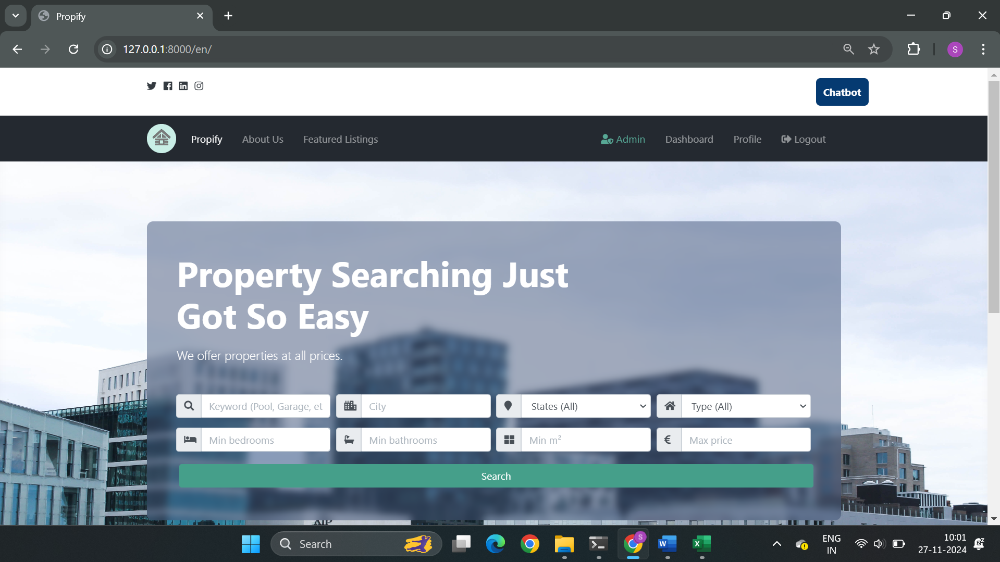 Propify
127.0.0.1:8000/en/
S
Chatbot
Propify
About Us
Featured Listings
Admin
Dashboard
Profile
Logout
Property Searching Just
Got So Easy
We offer properties at all prices.
Keyword (Pool, Garage, et
City
States (All)
Type (All)
Min bedrooms
Min bathrooms
Min m²
€
Max price
Search
Search
S
W
X
ENG
IN
10:01
27-11-2024